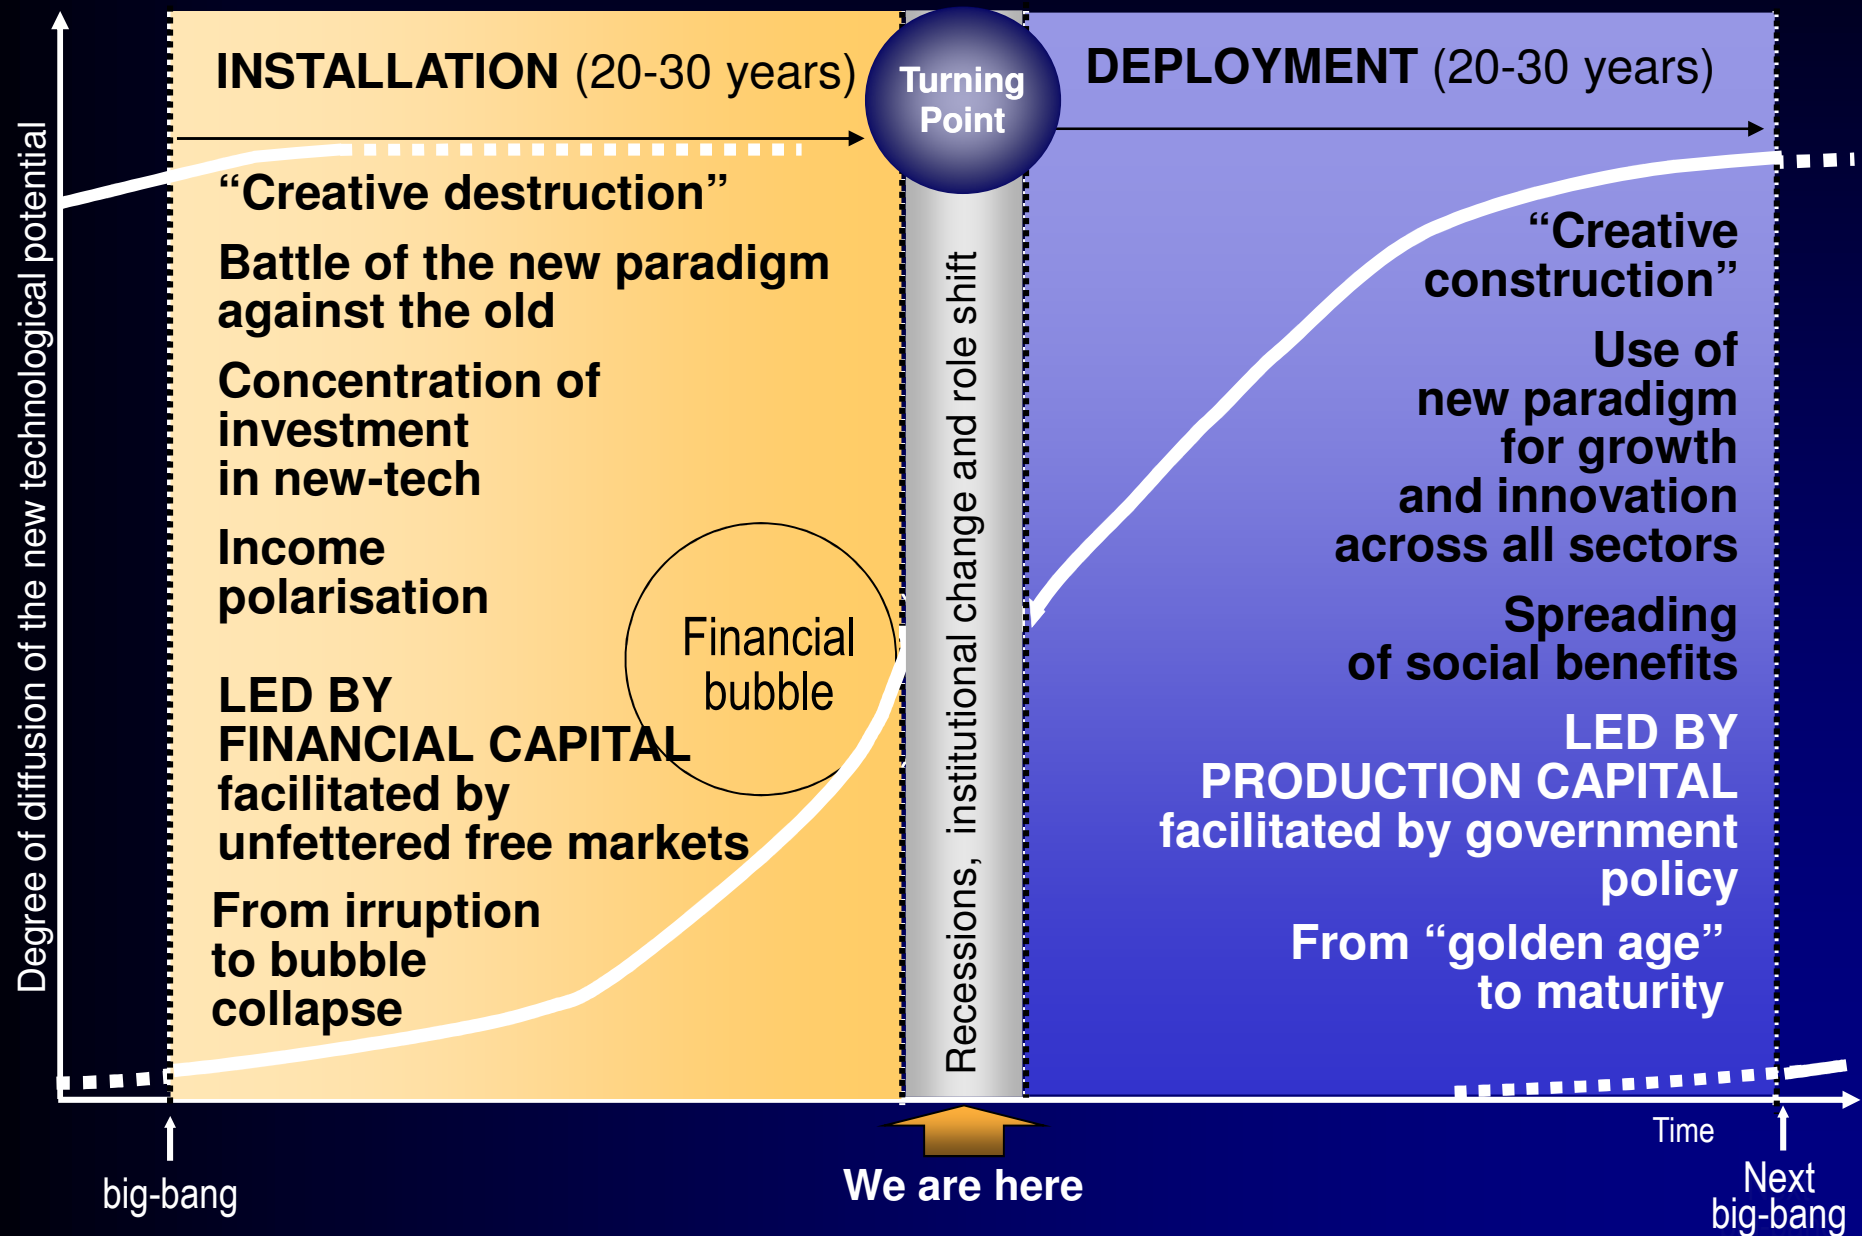 Degree of diffusion of the new technological potential
INSTALLATION (20-30 years)
“Creative destruction”
Battle of the new paradigm
against the old
Concentration of
investment
in new-tech
Income
polarisation
LED BY
FINANCIAL CAPITAL
facilitated by
unfettered free markets
From irruption
to bubble
collapse
Financial
bubble
Turning
Point
Recessions, institutional change and role shift
DEPLOYMENT (20-30 years)
“Creative
construction”
Use of
new paradigm
for growth
and innovation
across all sectors
Spreading
of social benefits
LED BY
PRODUCTION CAPITAL
facilitated by government
policy
From “golden age”
to maturity
Time
big-bang
We are here
Next
big-bang